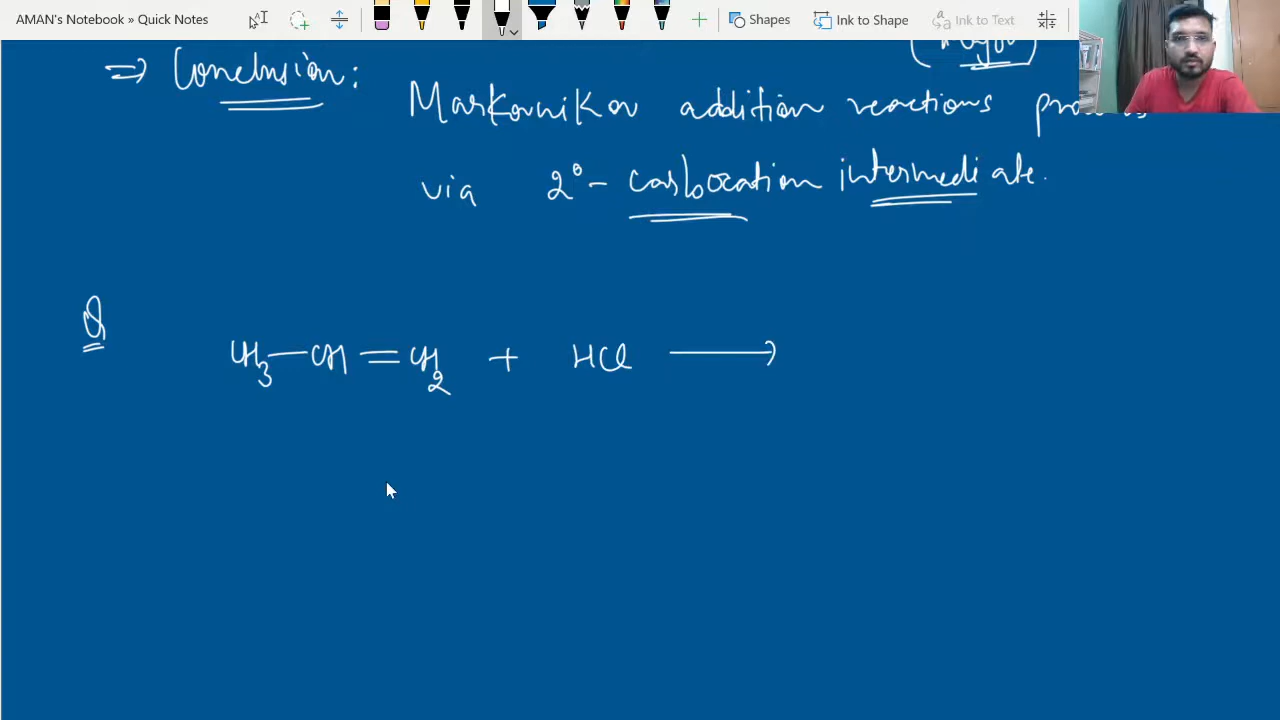 AMAN's Notebook » Quick Notes
Shapes
Ink to Shape
Ink to Text
⇒ Conclusion:
(Major)
Markovnikov addition reactions
via 2°- carbocation intermediate.
Q
CH3—CH=CH2 + HCl ⟶